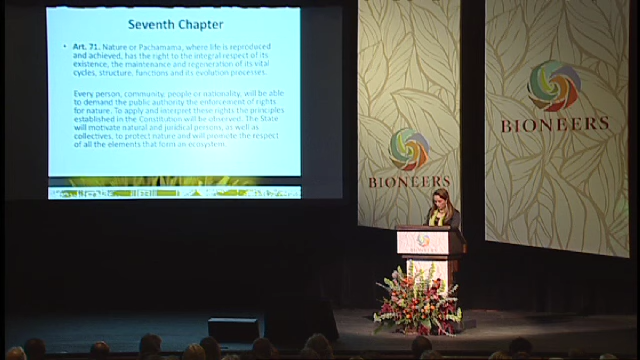 Seventh Chapter
• Art. 71. Nature or Pachamama, where life is reproduced
and achieved, has the right to the integral respect of its
existence, the maintenance and regeneration of its vital
cycles, structure, functions and its evolution processes.
Every person, community, people or nationality, will be able
to demand the public authority the enforcement of rights
for nature. To apply and interpret these rights the principles
established in the Constitution will be observed. The State
will motivate natural and juridical persons, as well as
collectives, to protect nature and will promote the respect
of all the elements that form an ecosystem.
BIONEERS
BIONEERS
BIONEERS